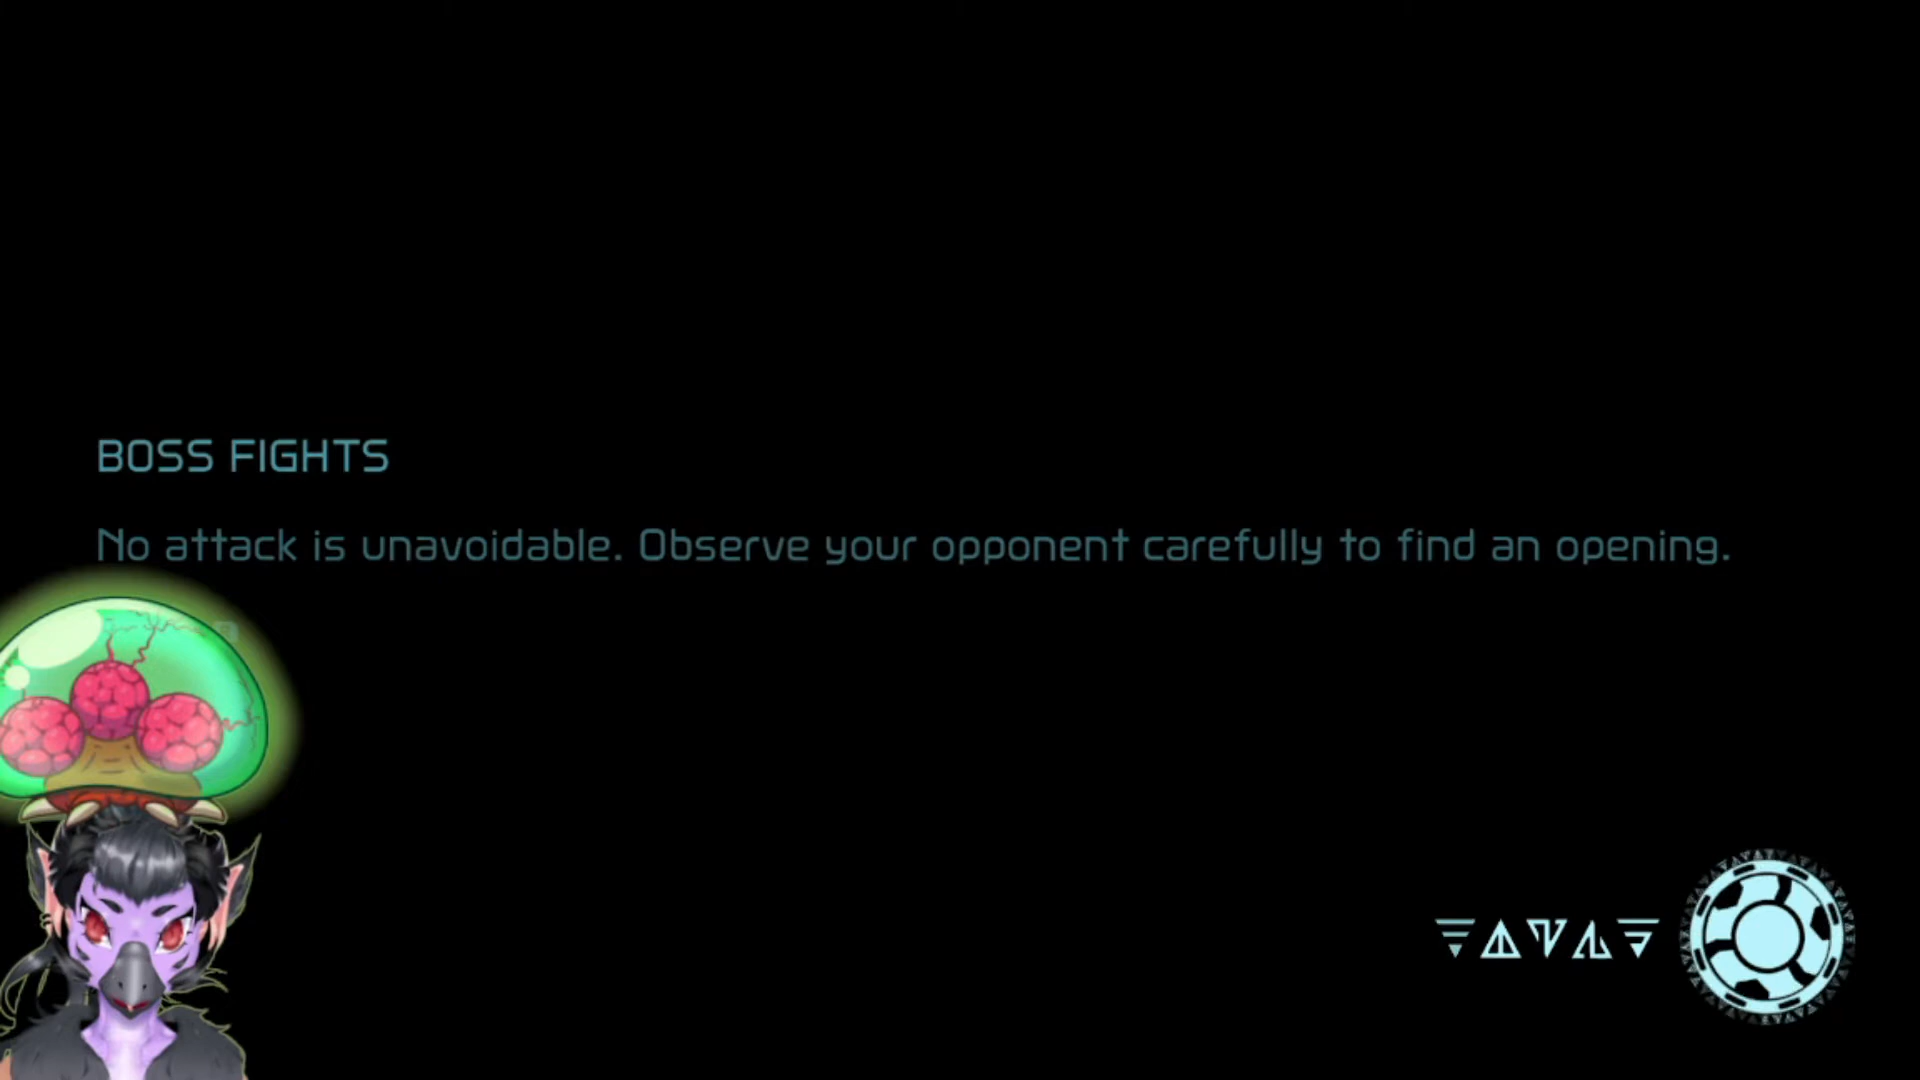 BOSS FIGHTS
No attack is unavoidable. Observe your opponent carefully to find an opening.